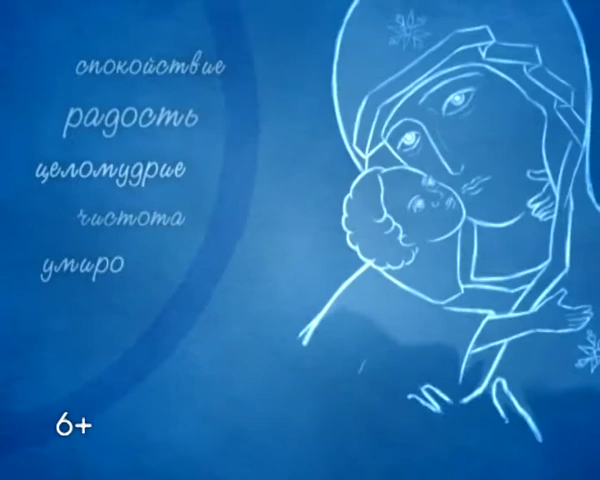 спокойствие
радость
целомудрие
чистота
умиро
6+